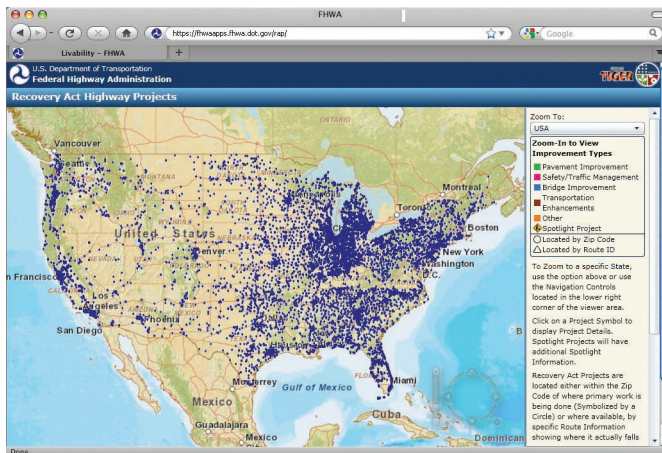 FHWA
https://fhwaapps.fhwa.dot.gov/rap/
Google
Livability – FHWA
U.S. Department of Transportation
Federal Highway Administration
TIGER
Recovery Act Highway Projects
ONTARIO
Vancouver
Seattle
MONTANA
Montreal
Toronto
Boston
United States
Denver
New York
Washington
D.C.
NEVADA
n Francisco
Los
Angeles
Phoenix
San Diego
Houston
Monterrey
Gulf of Mexico
Miami
Mexico
Cuba
Guadalajara
Mexico
Dominican
Zoom To:
USA
Zoom-In to View
Improvement Types
Pavement Improvement
Safety/Traffic Management
Bridge Improvement
Transportation
Enhancements
Other
Spotlight Project
Located by Zip Code
Located by Route ID
To Zoom to a specific State,
use the option above or use
the Navigation Controls
located in the lower right
corner of the viewer area.
Click on a Project Symbol to
display Project Details.
Spotlight Projects will have
additional Spotlight
Information.
Recovery Act Projects are
located either within the Zip
Code of where primary work is
being done (Symbolized by a
Circle) or where available, by
specific Route Information
showing where it actually falls
Done